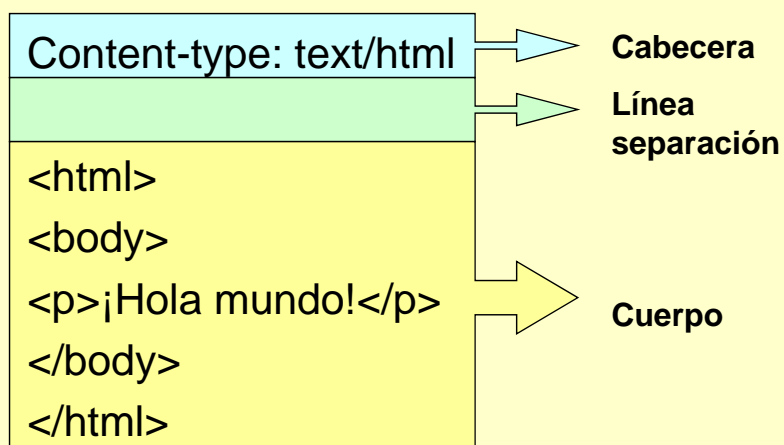 Content-type: text/html
Cabecera
Línea
separación
<html>
<body>
<p>¡Hola mundo!</p>
Cuerpo
</body>
</html>